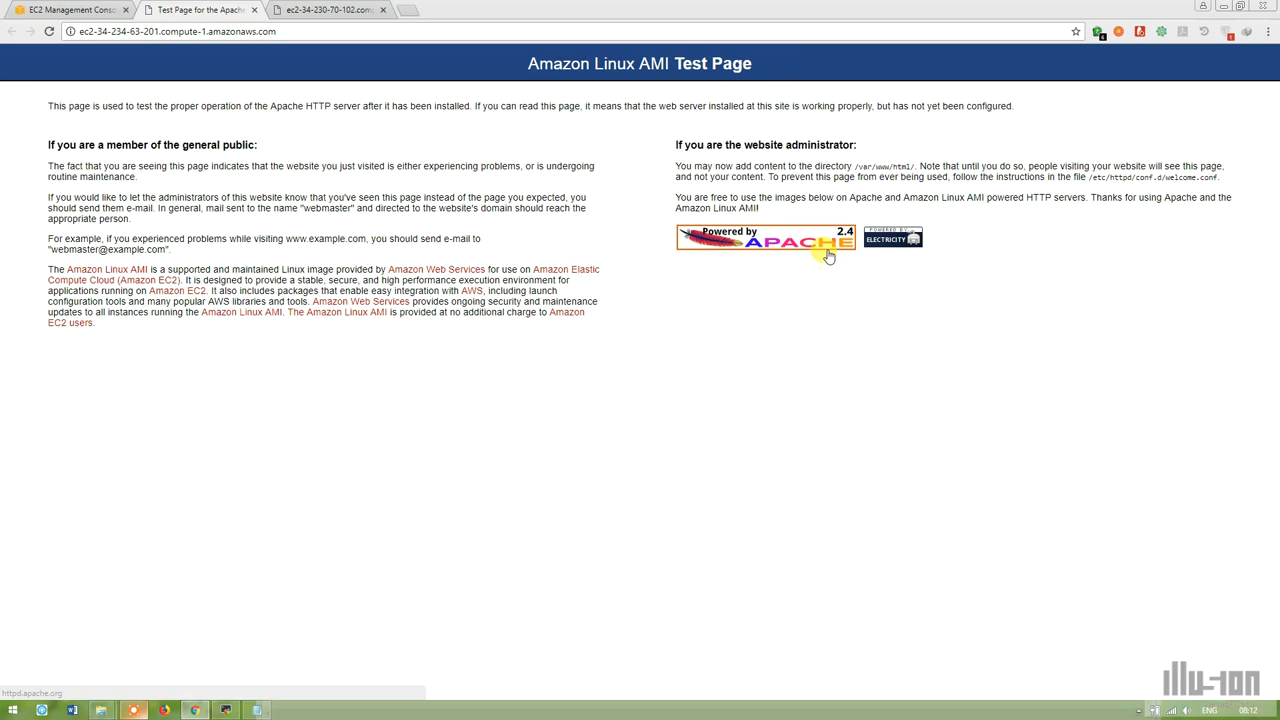 EC2 Management Conso
Test Page for the Apache
ec2-34-230-70-102.comp
ec2-34-234-63-201.compute-1.amazonaws.com
Amazon Linux AMI Test Page
This page is used to test the proper operation of the Apache HTTP server after it has been installed. If you can read this page, it means that the web server installed at this site is working properly, but has not yet been configured.
If you are a member of the general public:
The fact that you are seeing this page indicates that the website you just visited is either experiencing problems, or is undergoing
routine maintenance.
If you would like to let the administrators of this website know that you've seen this page instead of the page you expected, you
should send them e-mail. In general, mail sent to the name "webmaster" and directed to the website's domain should reach the
appropriate person.
For example, if you experienced problems while visiting www.example.com, you should send e-mail to
"webmaster@example.com".
The Amazon Linux AMI is a supported and maintained Linux image provided by Amazon Web Services for use on Amazon Elastic
Compute Cloud (Amazon EC2). It is designed to provide a stable, secure, and high performance execution environment for
applications running on Amazon EC2. It also includes packages that enable easy integration with AWS, including launch
configuration tools and many popular AWS libraries and tools. Amazon Web Services provides ongoing security and maintenance
updates to all instances running the Amazon Linux AMI. The Amazon Linux AMI is provided at no additional charge to Amazon
EC2 users.
If you are the website administrator:
You may now add content to the directory /var/www/html/. Note that until you do so, people visiting your website will see this page,
and not your content. To prevent this page from ever being used, follow the instructions in the file /etc/httpd/conf.d/welcome.conf.
You are free to use the images below on Apache and Amazon Linux AMI powered HTTP servers. Thanks for using Apache and the
Amazon Linux AMI!
Powered by 2.4
APACHE
POWERED BY
ELECTRICITY
httpd.apache.org
illusion
ENG
08:12